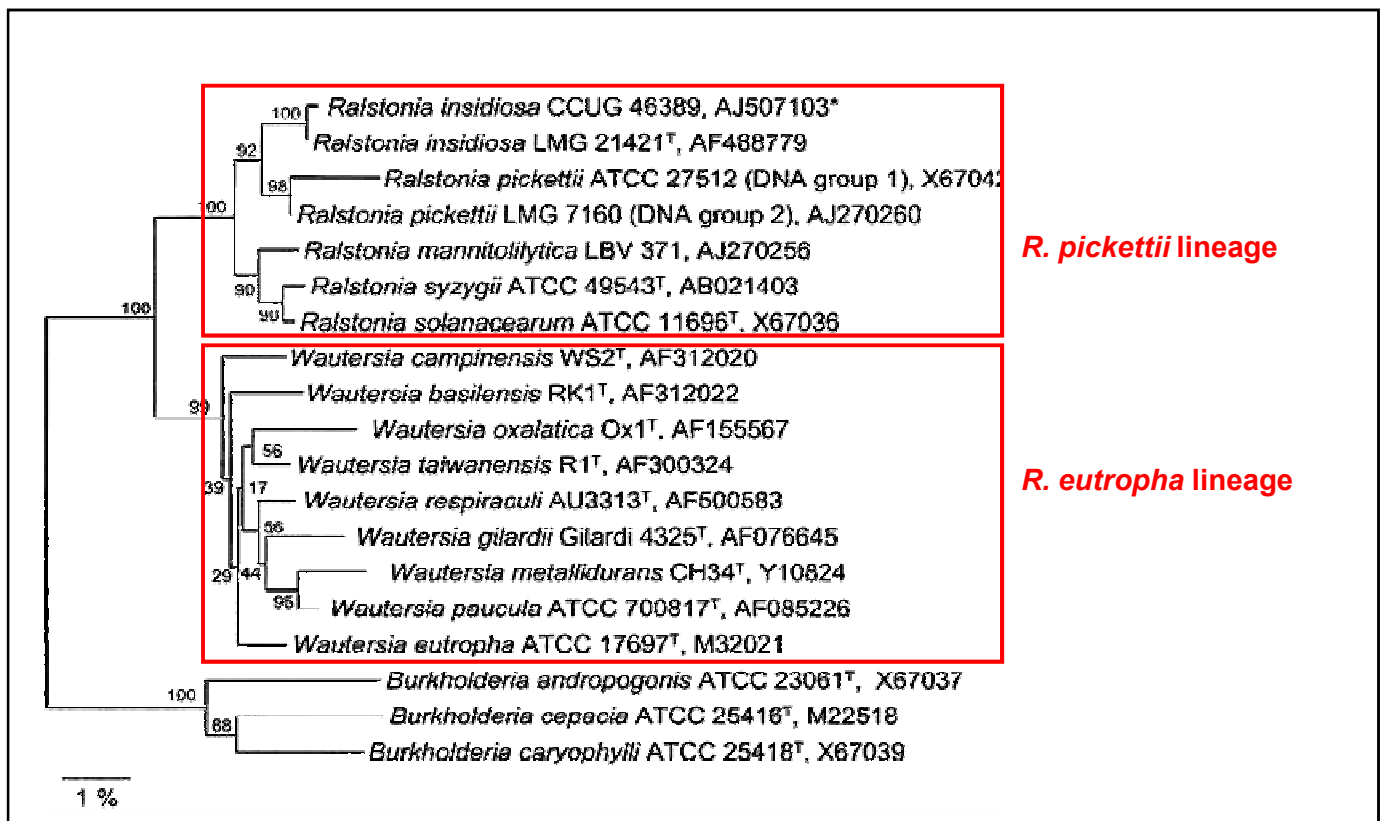 100
Ralstonia insidiosa CCUG 46389, AJ507103*
Ralstonia insidiosa LMG 21421ᵀ, AF488779
92
98
Ralstonia pickettii ATCC 27512 (DNA group 1), X67042
100
Ralstonia pickettii LMG 7160 (DNA group 2), AJ270260
Ralstonia mannitolilytica LBV 371, AJ270256
R. pickettii lineage
90
Ralstonia syzygii ATCC 49543ᵀ, AB021403
100
90
Ralstonia solanacearum ATCC 11696ᵀ, X67036
Wautersia campinensis WS2ᵀ, AF312020
Wautersia basilensis RK1ᵀ, AF312022
99
Wautersia oxalatica Ox1ᵀ, AF155567
56
Wautersia taiwanensis R1ᵀ, AF300324
R. eutropha lineage
39
17
Wautersia respiraculi AU3313ᵀ, AF500583
56
Wautersia gilardii Gilardi 4325ᵀ, AF076645
29
44
Wautersia metallidurans CH34ᵀ, Y10824
95
Wautersia paucula ATCC 700817ᵀ, AF085226
Wautersia eutropha ATCC 17697ᵀ, M32021
Burkholderia andropogonis ATCC 23061ᵀ, X67037
100
Burkholderia cepacia ATCC 25416ᵀ, M22518
88
Burkholderia caryophylli ATCC 25418ᵀ, X67039
1 %